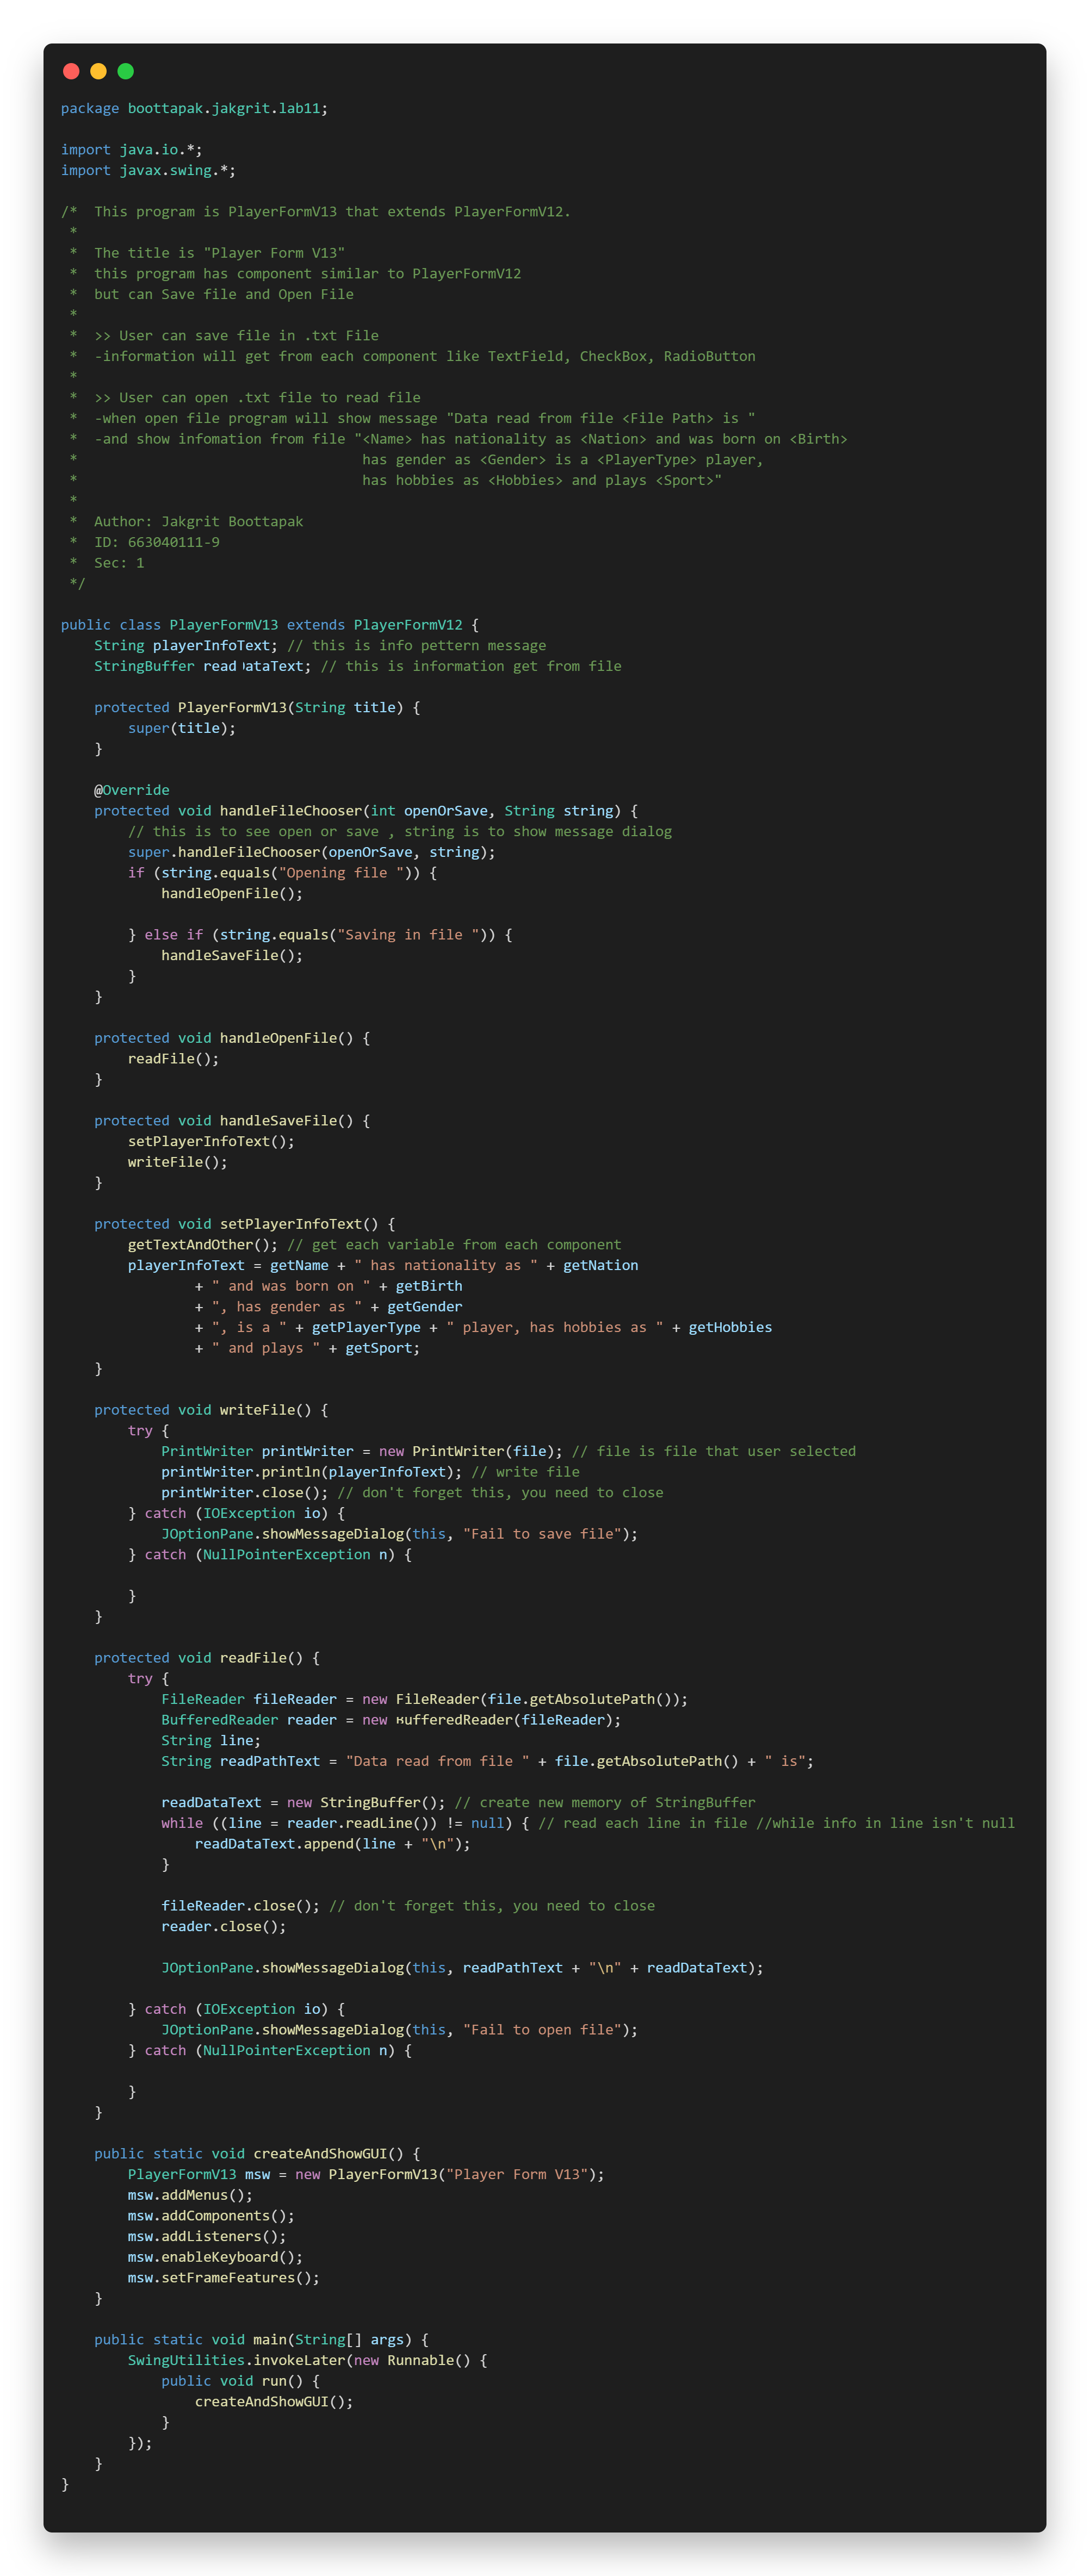 package boottapak.jakgrit.lab11;

import java.io.*;
import javax.swing.*;

/*  This program is PlayerFormV13 that extends PlayerFormV12.
 *
 *  The title is "Player Form V13"
 *  this program has component similar to PlayerFormV12
 *  but can Save file and Open File
 *
 *  >> User can save file in .txt File
 *  -information will get from each component like TextField, CheckBox, RadioButton
 *
 *  >> User can open .txt file to read file
 *  -when open file program will show message "Data read from file <File Path> is "
 *  -and show infomation from file "<Name> has nationality as <Nation> and was born on <Birth>
 *                                  has gender as <Gender> is a <PlayerType> player,
 *                                  has hobbies as <Hobbies> and plays <Sport>"
 *
 *  Author: Jakgrit Boottapak
 *  ID: 663040111-9
 *  Sec: 1
 */

public class PlayerFormV13 extends PlayerFormV12 {
    String playerInfoText; // this is info pettern message
    StringBuffer // this is information get from file

    protected PlayerFormV13(String title) {
        super(title);
    }

    @Override
    protected void handleFileChooser(int openOrSave, String string) {
        // this is to see open or save , string is to show message dialog
        super.handleFileChooser(openOrSave, string);
        if (string.equals("Opening file ")) {
            handleOpenFile();

        } else if (string.equals("Saving in file ")) {
            handleSaveFile();
        }
    }

    protected void handleOpenFile() {
        readFile();
    }

    protected void handleSaveFile() {
        setPlayerInfoText();
        writeFile();
    }

    protected void setPlayerInfoText() {
        getTextAndOther(); // get each variable from each component
        playerInfoText = getName + " has nationality as " + getNation
                + " and was born on " + getBirth
                + ", has gender as " + getGender
                + ", is a " + getPlayerType + " player, has hobbies as " + getHobbies
                + " and plays " + getSport;
    }

    protected void writeFile() {
        try {
            PrintWriter printWriter = new PrintWriter(file); // file is file that user selected
            printWriter.println(playerInfoText); // write file
            printWriter.close(); // don't forget this, you need to close
        } catch (IOException io) {
            JOptionPane.showMessageDialog(this, "Fail to save file");
        } catch (NullPointerException n) {

        }
    }

    protected void readFile() {
        try {
            FileReader fileReader = new FileReader(file.getAbsolutePath());
            BufferedReader reader = new BufferedReader(fileReader);
            String line;
            String readPathText = "Data read from file " + file.getAbsolutePath() + " is";

            readDataText = new StringBuffer(); // create new memory of StringBuffer
            while ((line = reader.readLine()) != null) { // read each line in file //while info in line isn't null
                readDataText.append(line + "\n");
            }

            fileReader.close(); // don't forget this, you need to close
            reader.close();

            JOptionPane.showMessageDialog(this, readPathText + "\n" + readDataText);

        } catch (IOException io) {
            JOptionPane.showMessageDialog(this, "Fail to open file");
        } catch (NullPointerException n) {

        }
    }

    public static void createAndShowGUI() {
        PlayerFormV13 msw = new PlayerFormV13("Player Form V13");
        msw.addMenus();
        msw.addComponents();
        msw.addListeners();
        msw.enableKeyboard();
        msw.setFrameFeatures();
    }

    public static void main(String[] args) {
        SwingUtilities.invokeLater(new Runnable() {
            public void run() {
                createAndShowGUI();
            }
        });
    }
}